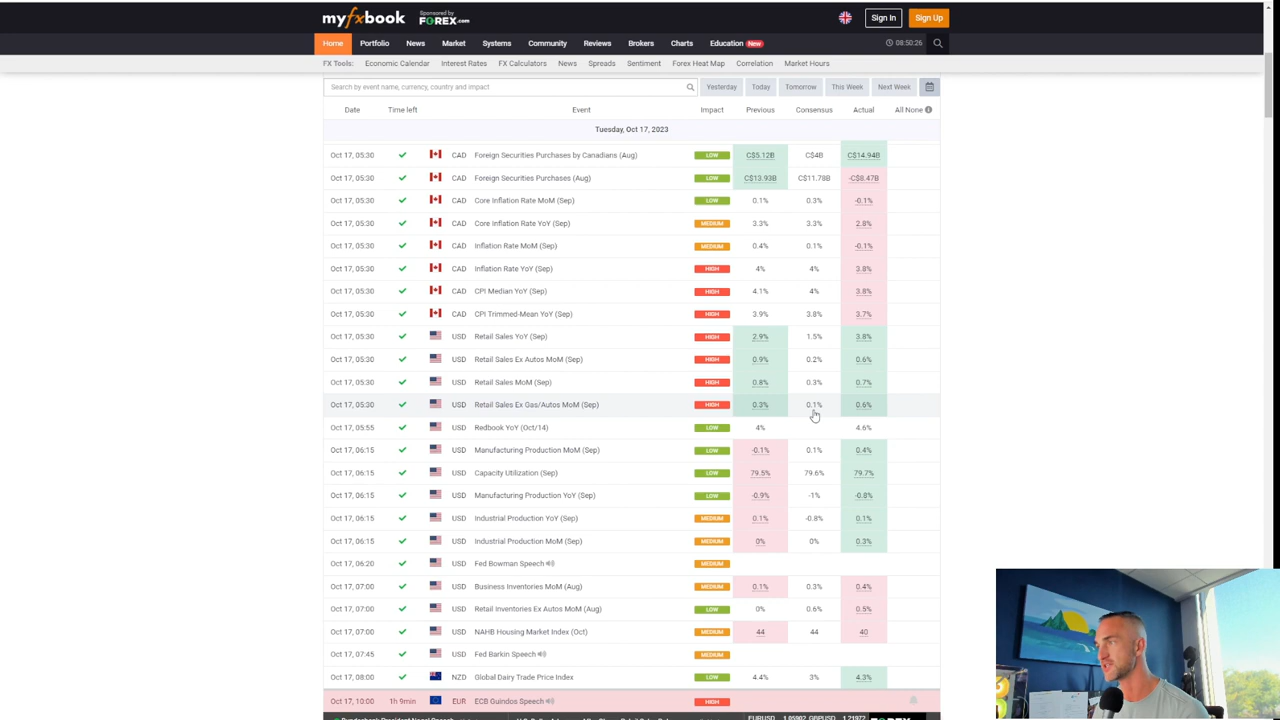 myfxbook Sponsored by FOREX.com Sign In Sign Up
Home Portfolio News Market Systems Community Reviews Brokers Charts Education New 08:50:26
FX Tools: Economic Calendar Interest Rates FX Calculators News Spreads Sentiment Forex Heat Map Correlation Market Hours
Search by event name, currency, country and impact Yesterday Today Tomorrow This Week Next Week
Date Time left Event Impact Previous Consensus Actual All None
Tuesday, Oct 17, 2023
Oct 17, 05:30 CAD Foreign Securities Purchases by Canadians (Aug) LOW C$5.12B C$4B C$14.94B
Oct 17, 05:30 CAD Foreign Securities Purchases (Aug) LOW C$13.93B C$11.78B -C$8.47B
Oct 17, 05:30 CAD Core Inflation Rate MoM (Sep) LOW 0.1% 0.3% -0.1%
Oct 17, 05:30 CAD Core Inflation Rate YoY (Sep) MEDIUM 3.3% 3.3% 2.8%
Oct 17, 05:30 CAD Inflation Rate MoM (Sep) MEDIUM 0.4% 0.1% -0.1%
Oct 17, 05:30 CAD Inflation Rate YoY (Sep) HIGH 4% 4% 3.8%
Oct 17, 05:30 CAD CPI Median YoY (Sep) HIGH 4.1% 4% 3.8%
Oct 17, 05:30 CAD CPI Trimmed-Mean YoY (Sep) HIGH 3.9% 3.8% 3.7%
Oct 17, 05:30 USD Retail Sales YoY (Sep) HIGH 2.9% 1.5% 3.8%
Oct 17, 05:30 USD Retail Sales Ex Autos MoM (Sep) HIGH 0.9% 0.2% 0.6%
Oct 17, 05:30 USD Retail Sales MoM (Sep) HIGH 0.8% 0.3% 0.7%
Oct 17, 05:30 USD Retail Sales Ex Gas/Autos MoM (Sep) HIGH 0.3% 0.1% 0.6%
Oct 17, 05:55 USD Redbook YoY (Oct/14) LOW 4% 4.6%
Oct 17, 06:15 USD Manufacturing Production MoM (Sep) LOW -0.1% 0.1% 0.4%
Oct 17, 06:15 USD Capacity Utilization (Sep) LOW 79.5% 79.6% 79.7%
Oct 17, 06:15 USD Manufacturing Production YoY (Sep) LOW -0.9% -1% -0.8%
Oct 17, 06:15 USD Industrial Production YoY (Sep) MEDIUM 0.1% -0.8% 0.1%
Oct 17, 06:15 USD Industrial Production MoM (Sep) MEDIUM 0% 0% 0.3%
Oct 17, 06:20 USD Fed Bowman Speech MEDIUM
Oct 17, 07:00 USD Business Inventories MoM (Aug) MEDIUM 0.1% 0.3% 0.4%
Oct 17, 07:00 USD Retail Inventories Ex Autos MoM (Aug) LOW 0% 0.6% 0.5%
Oct 17, 07:00 USD NAHB Housing Market Index (Oct) MEDIUM 44 44 40
Oct 17, 07:45 USD Fed Barkin Speech MEDIUM
Oct 17, 08:00 NZD Global Dairy Trade Price Index LOW 4.4% 3% 4.3%
Oct 17, 10:00 1h 9min EUR ECB Guindos Speech HIGH
EURUSD 1.05902 GBPUSD 1.21972 FOREX